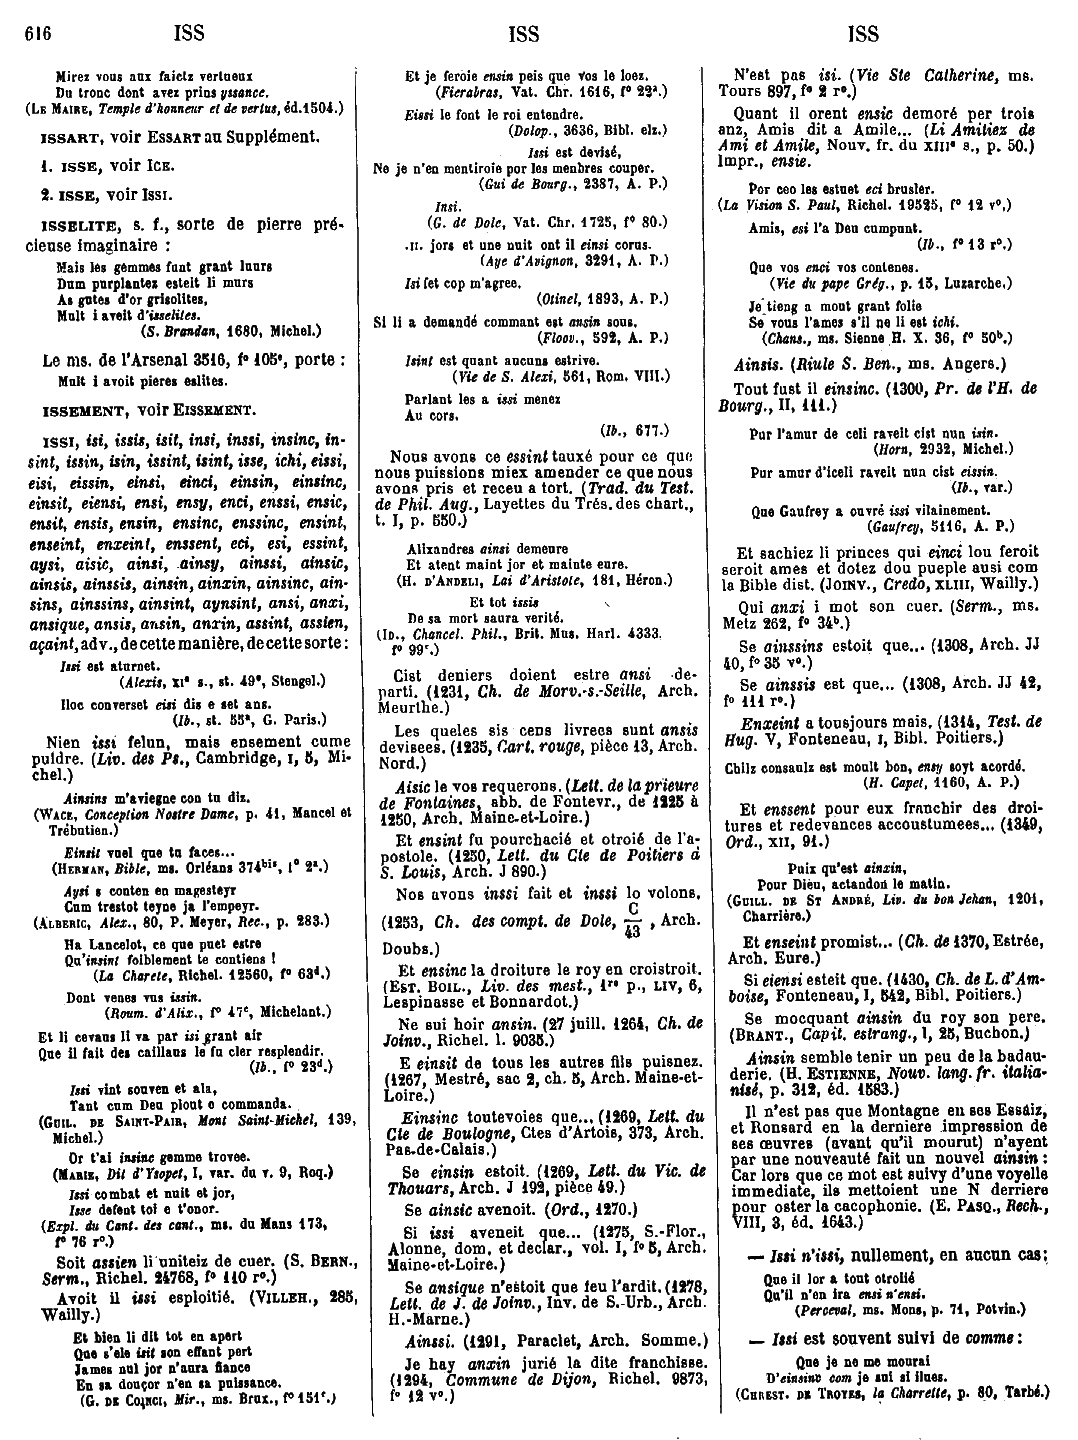 616 ISS ISS ISS
Mirez vous aux faictz vertueux
Du tronc dont avez prins yssance.
(LE MAIRE, Temple d'honneur et de vertus, éd. 1504.)
ISSART, voir ESSART au Supplément.
1. ISSE, voir ICE.
2. ISSE, voir ISSI.
ISSELITE, s. f., sorte de pierre pré-
cieuse imaginaire :
Mais les gemmes funt grant luurs
Dum purplantez esteit li murs
As gutes d'or grisolites,
Mult i aveit d'isselites.
(S. Brandan, 1680, Michel.)
Le ms. de l'Arsenal 3516, f° 105ᵉ, porte :
Mult i avoit pieres eslites.
ISSEMENT, voir EISSEMENT.
ISSI, isi, issis, isit, insi, inssi, insinc, in-
sint, issin, isin, issint, isint, isse, ichi, eissi,
eisi, eissin, einsi, einci, einsin, einsinc,
einsit, eiensi, ensi, ensy, enci, enssi, ensic,
ensit, ensis, ensin, ensinc, enssinc, ensint,
enseint, enxeint, enssent, eci, esi, essint,
aysi, aisic, ainsi, ainsy, ainssi, ainsic,
ainsis, ainssis, ainsin, ainxin, ainsinc, ain-
sins, ainssins, ainsint, aynsint, ansi, anxi,
ansique, ansis, ansin, anxin, assint, assien,
açaint, adv., de cette manière, de cette sorte :
Issi est aturnet.
(Alexis, XIᵉ s., st. 49ᵉ, Stengel.)
Iloc converset eisi dis e set ans.
(Ib., st. 55ᵃ, G. Paris.)
Nien issi felun, mais ensement cume
puldre. (Liv. des Ps., Cambridge, I, 5, Mi-
chel.)
Ainsins m'aviegne con tu diz.
(WACE, Conception Nostre Dame, p. 41, Mancel et
Trébutien.)
Einsit vuel que tu faces...
(HERMAN, Bible, ms. Orléans 374bis, f° 2ᵃ.)
Aysi s conten en magesteyr
Cum trestot teyne ja l'empeyr.
(ALBERIC, Alex., 80, P. Meyer, Rec., p. 283.)
Ha Lancelot, ce que puet estre
Qu'insint foiblement te contiens !
(La Charete, Richel. 12560, f° 63ᵈ.)
Dont venes vus issin.
(Roum. d'Alix., f° 47ᶜ, Michelant.)
Et li cevaus li va par isi grant air
Que il fait des caillaus le fu cler resplendir.
(Ib., f° 23ᵈ.)
Issi vint souven et ala,
Tant cum Deu plout o commanda.
(GUIL. DE SAINT-PAIR, Mont Saint-Michel, 139,
Michel.)
Or t'ai insinc gemme trovee.
(MARIE, Dit d'Ysopet, I, var. du v. 9, Roq.)
Issi combat et nuit et jor,
Isse defent toi e t'onor.
(Expl. du Cant. des cant., ms. du Mans 173,
f° 76 r°.)
Soit assien li uniteiz de cuer. (S. BERN.,
Serm., Richel. 24768, f° 110 r°.)
Avoit il issi esploitié. (VILLEH., 285,
Wailly.)
Et bien li dit tot en apert
Que s'ele isit son effant pert
James nul jor n'aura fiance
En sa douçor n'en sa puissance.
(G. DE COINCI, Mir., ms. Brux., f° 151ᶜ.)
Et je feroie ensin peis que vos le loez.
(Fierabras, Vat. Chr. 1616, f° 22ᵃ.)
Eissi le font le roi entendre.
(Dolop., 3636, Bibl. elz.)
Issi est devisé,
Ne je n'en mentiroie por les menbres couper.
(Gui de Bourg., 2387, A. P.)
Insi.
(G. de Dole, Vat. Chr. 1725, f° 80.)
.II. jors et une nuit ont il einsi corus.
(Aye d'Avignon, 3291, A. P.)
Isi fet cop m'agree.
(Otinel, 1893, A. P.)
Si li a demandé commant est ansin sous.
(Floov., 592, A. P.)
Isint est quant aucuns estrive.
(Vie de S. Alexi, 561, Rom. VIII.)
Parlant les a issi menez
Au cors.
(Ib., 677.)
Nous avons ce essint tauxé pour ce que
nous puissions miex amender ce que nous
avons pris et receu a tort. (Trad. du Test.
de Phil. Aug., Layettes du Trés. des chart.,
t. I, p. 550.)
Alixandres ainsi demeure
Et atent maint jor et mainte eure.
(H. D'ANDELI, Lai d'Aristote, 181, Héron.)
Et tot issis
De sa mort saura verité.
(ID., Chancel. Phil., Brit. Mus. Harl. 4333.
f° 99ᶜ.)
Cist deniers doient estre ansi de-
parti. (1231, Ch. de Morv.-s.-Seille, Arch.
Meurthe.)
Les queles sis cens livrees sunt ansis
devisees. (1235, Cart. rouge, pièce 13, Arch.
Nord.)
Aisic le vos requerons. (Lett. de la prieure
de Fontaines, abb. de Fontevr., de 1225 à
1250, Arch. Maine-et-Loire.)
Et ensint fu pourchacié et otroié de l'a-
postole. (1250, Lett. du Cte de Poitiers à
S. Louis, Arch. J 890.)
Nos avons inssi fait et inssi lo volons.
(1253, Ch. des compt. de Dole, C/43, Arch.
Doubs.)
Et ensinc la droiture le roy en croistroit.
(EST. BOIL., Liv. des mest., 1ʳᵉ p., LIV, 6,
Lespinasse et Bonnardot.)
Ne sui hoir ansin. (27 juill. 1264, Ch. de
Joinv., Richel. l. 9035.)
E einsit de tous les autres fils puisnez.
(1267, Mestré, sac 2, ch. 5, Arch. Maine-et-
Loire.)
Einsinc toutevoies que... (1269, Lett. du
Cte de Boulogne, Ctes d'Artois, 373, Arch.
Pas-de-Calais.)
Se einsin estoit. (1269, Lett. du Vic. de
Thouars, Arch. J 192, pièce 49.)
Se ainsic avenoit. (Ord., 1270.)
Si issi aveneit que... (1275, S.-Flor.,
Alonne, dom. et declar., vol. I, f° 5, Arch.
Maine-et-Loire.)
Se ansique n'estoit que feu l'ardit. (1278,
Lett. de J. de Joinv., Inv. de S.-Urb., Arch.
H.-Marne.)
Ainssi. (1291, Paraclet, Arch. Somme.)
Je hay anxin jurié la dite franchisse.
(1294, Commune de Dijon, Richel. 9873,
f° 12 v°.)
N'est pas isi. (Vie Ste Catherine, ms.
Tours 897, f° 2 r°.)
Quant il orent ensic demoré per trois
anz, Amis dit a Amile... (Li Amitiez de
Ami et Amile, Nouv. fr. du XIIIᵉ s., p. 50.)
Impr., ensie.
Por ceo les estuet eci brusler.
(La Vision S. Paul, Richel. 19525, f° 12 v°.)
Amis, esi l'a Deu cumpunt.
(Ib., f° 13 r°.)
Que vos enci vos contenes.
(Vie du pape Grég., p. 15, Luzarche.)
Je tieng a mout grant folie
Se vous l'ames s'il ne li est ichi.
(Chans., ms. Sienne H. X. 36, f° 50ᵇ.)
Ainsis. (Riule S. Ben., ms. Angers.)
Tout fust il einsinc. (1300, Pr. de l'H. de
Bourg., II, 111.)
Pur l'amur de celi raveit cist nun isin.
(Horn, 2932, Michel.)
Pur amur d'iceli raveit nun cist eissin.
(Ib., var.)
Que Gaufrey a ouvré issi vilainement.
(Gaufrey, 5116, A. P.)
Et sachiez li princes qui einci lou feroit
seroit ames et dotez dou pueple ausi com
la Bible dist. (JOINV., Credo, XLIII, Wailly.)
Qui anxi i mot son cuer. (Serm., ms.
Metz 262, f° 34ᵇ.)
Se ainssins estoit que... (1308, Arch. JJ
40, f° 35 v°.)
Se ainssis est que... (1308, Arch. JJ 42,
f° 111 r°.)
Enxeint a tousjours mais. (1314, Test. de
Hug. V, Fonteneau, I, Bibl. Poitiers.)
Chilz consaulz est moult bon, ensy soyt acordé.
(H. Capet, 1160, A. P.)
Et enssent pour eux franchir des droi-
tures et redevances accoustumees... (1349,
Ord., XII, 91.)
Puix qu'est ainxin,
Pour Dieu, actandon le matin.
(GUILL. DE ST ANDRÉ, Liv. du bon Jehan, 1201,
Charrière.)
Et enseint promist... (Ch. de 1370, Estrée,
Arch. Eure.)
Si eiensi esteit que. (1430, Ch. de L. d'Am-
boise, Fonteneau, I, 542, Bibl. Poitiers.)
Se mocquant ainsin du roy son pere.
(BRANT., Capit. estrang., I, 25, Buchon.)
Ainsin semble tenir un peu de la badau-
derie. (H. ESTIENNE, Nouv. lang. fr. italia-
nisé, p. 312, éd. 1583.)
Il n'est pas que Montagne en ses Essaiz,
et Ronsard en la derniere impression de
ses œuvres (avant qu'il mourut) n'ayent
par une nouveauté fait un nouvel ainsin :
Car lors que ce mot est suivy d'une voyelle
immediate, ils mettoient une N derriere
pour oster la cacophonie. (E. PASQ., Rech.,
VIII, 3, éd. 1643.)
— Issi n'issi, nullement, en aucun cas :
Que il lor a tout otroiié
Qu'il n'en ira ensi n'ensi.
(Perceval, ms. Mons, p. 71, Potvin.)
— Issi est souvent suivi de comme :
Que je ne me mourai
D'einsint com je sui si ilues.
(CHREST. DE TROYES, la Charrette, p. 80, Tarbé.)